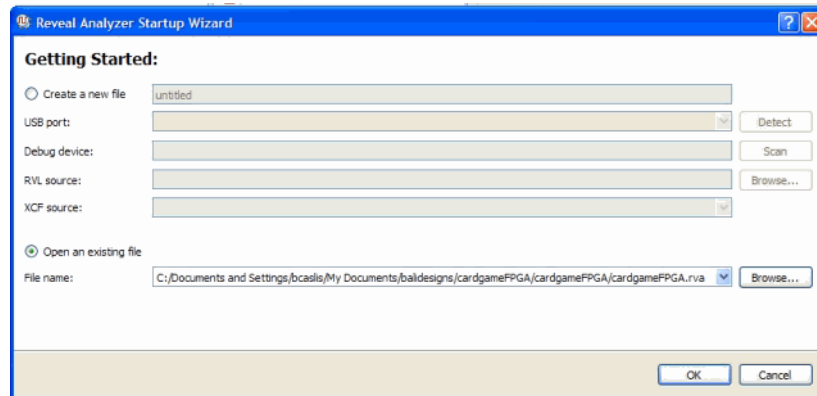 Reveal Analyzer Startup Wizard
Getting Started:
Create a new file untitled
USB port: Detect
Debug device: Scan
RVL source: Browse...
XCF source:
Open an existing file
File name: C:/Documents and Settings/bcaslis/My Documents/balidesigns/cardgameFPGA/cardgameFPGA/cardgameFPGA.rva Browse...
OK Cancel